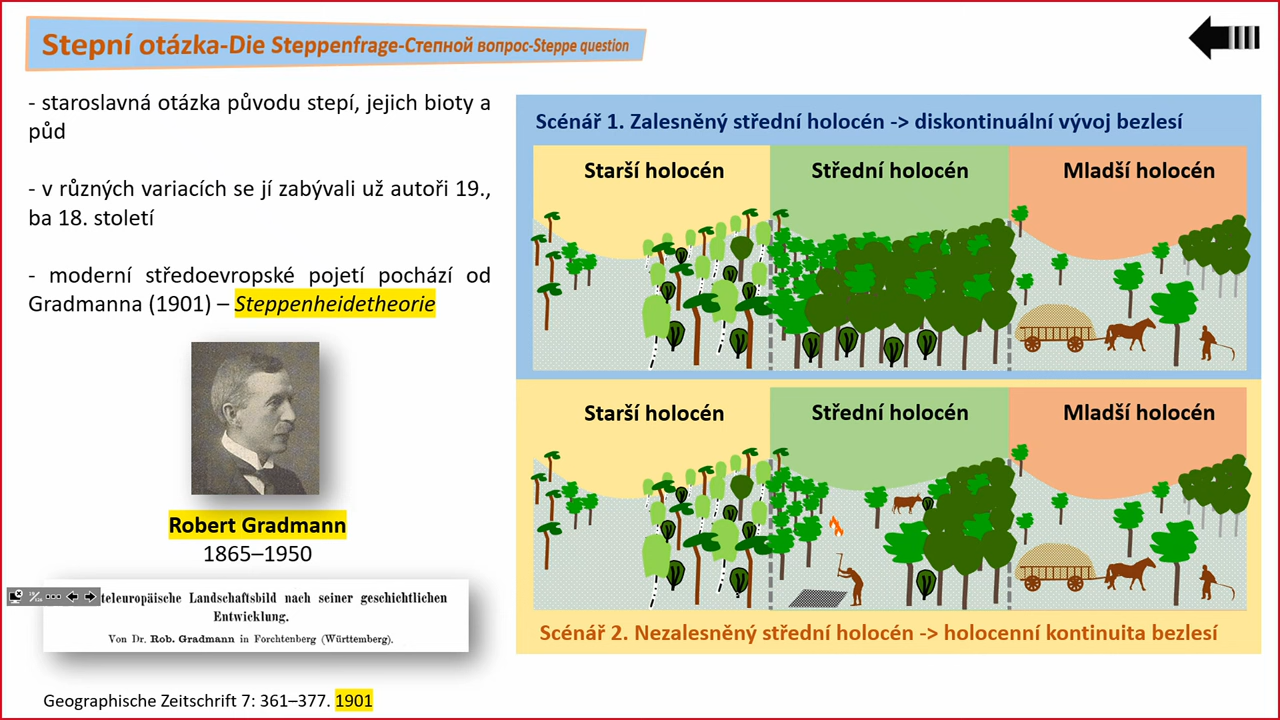 Stepní otázka-Die Steppenfrage-Степной вопрос-Steppe question
- staroslavná otázka původu stepí, jejich bioty a
půd
- v různých variacích se jí zabývali už autoři 19.,
ba 18. století
- moderní středoevropské pojetí pochází od
Gradmanna (1901) – Steppenheidetheorie
Robert Gradmann
1865–1950
Landschaftsbild nach seiner geschichtlichen
Entwicklung.
Von Dr. Rob. Gradmann in Forchtenberg (Württemberg).
Geographische Zeitschrift 7: 361–377. 1901
Scénář 1. Zalesněný střední holocén -> diskontinuální vývoj bezlesí
Starší holocén
Střední holocén
Mladší holocén
Starší holocén
Střední holocén
Mladší holocén
Scénář 2. Nezalesněný střední holocén -> holocenní kontinuita bezlesí